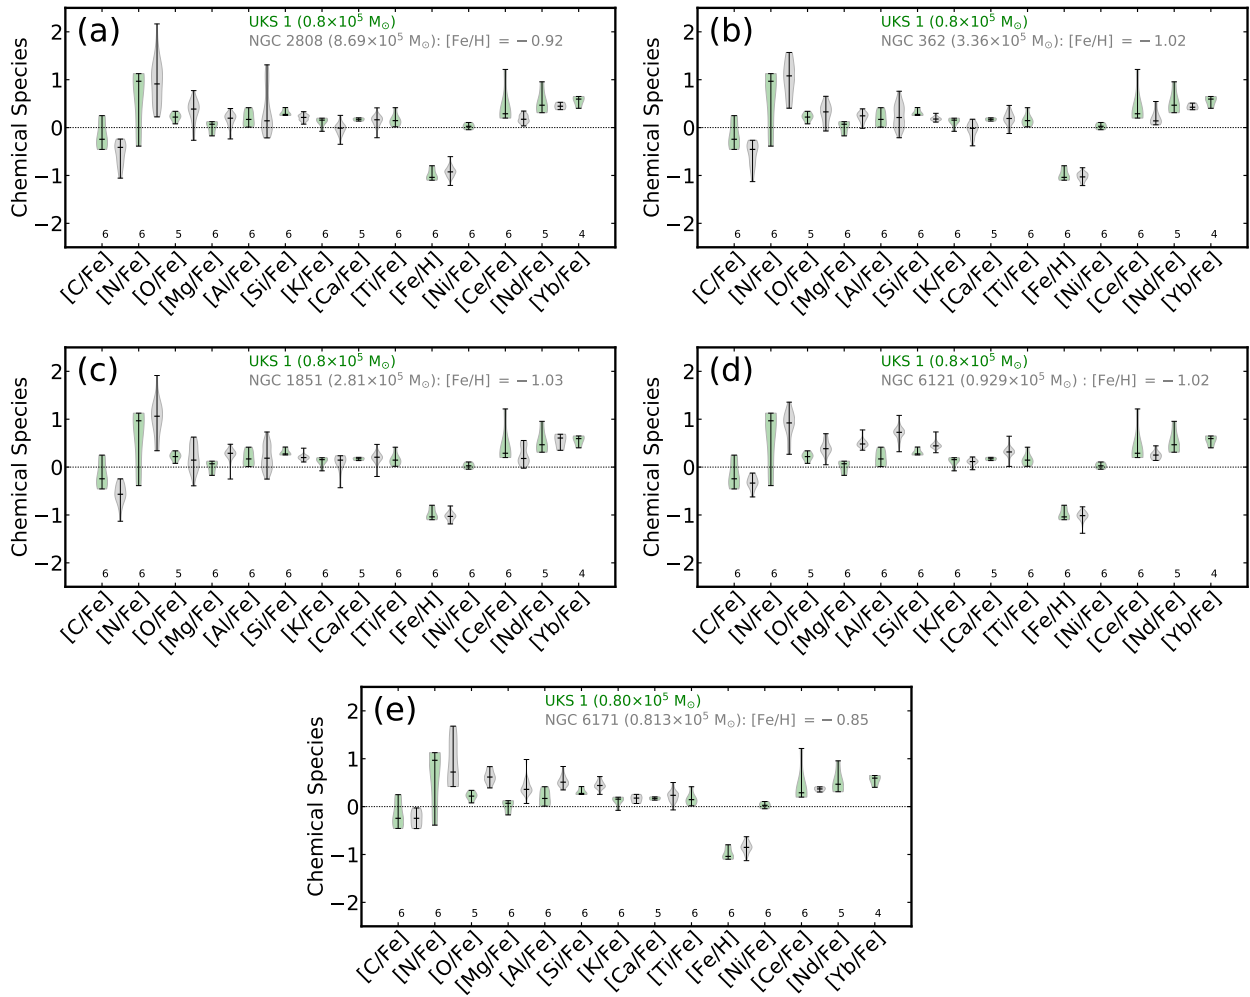 (a)
UKS 1 (0.8×10⁵ M☉)
NGC 2808 (8.69×10⁵ M☉): [Fe/H] = −0.92
Chemical Species
2
1
0
−1
−2
6 6 5 6 6 6 6 5 6 6 6 6 5 4
[C/Fe] [N/Fe] [O/Fe] [Mg/Fe] [Al/Fe] [Si/Fe] [K/Fe] [Ca/Fe] [Ti/Fe] [Fe/H] [Ni/Fe] [Ce/Fe] [Nd/Fe] [Yb/Fe]
(b)
UKS 1 (0.8×10⁵ M☉)
NGC 362 (3.36×10⁵ M☉): [Fe/H] = −1.02
Chemical Species
2
1
0
−1
−2
6 6 5 6 6 6 6 5 6 6 6 6 5 4
[C/Fe] [N/Fe] [O/Fe] [Mg/Fe] [Al/Fe] [Si/Fe] [K/Fe] [Ca/Fe] [Ti/Fe] [Fe/H] [Ni/Fe] [Ce/Fe] [Nd/Fe] [Yb/Fe]
(c)
UKS 1 (0.8×10⁵ M☉)
NGC 1851 (2.81×10⁵ M☉): [Fe/H] = −1.03
Chemical Species
2
1
0
−1
−2
6 6 5 6 6 6 6 5 6 6 6 6 5 4
[C/Fe] [N/Fe] [O/Fe] [Mg/Fe] [Al/Fe] [Si/Fe] [K/Fe] [Ca/Fe] [Ti/Fe] [Fe/H] [Ni/Fe] [Ce/Fe] [Nd/Fe] [Yb/Fe]
(d)
UKS 1 (0.8×10⁵ M☉)
NGC 6121 (0.929×10⁵ M☉) : [Fe/H] = −1.02
Chemical Species
2
1
0
−1
−2
6 6 5 6 6 6 6 5 6 6 6 6 5 4
[C/Fe] [N/Fe] [O/Fe] [Mg/Fe] [Al/Fe] [Si/Fe] [K/Fe] [Ca/Fe] [Ti/Fe] [Fe/H] [Ni/Fe] [Ce/Fe] [Nd/Fe] [Yb/Fe]
(e)
UKS 1 (0.80×10⁵ M☉)
NGC 6171 (0.813×10⁵ M☉): [Fe/H] = −0.85
Chemical Species
2
1
0
−1
−2
6 6 5 6 6 6 6 5 6 6 6 6 5 4
[C/Fe] [N/Fe] [O/Fe] [Mg/Fe] [Al/Fe] [Si/Fe] [K/Fe] [Ca/Fe] [Ti/Fe] [Fe/H] [Ni/Fe] [Ce/Fe] [Nd/Fe] [Yb/Fe]